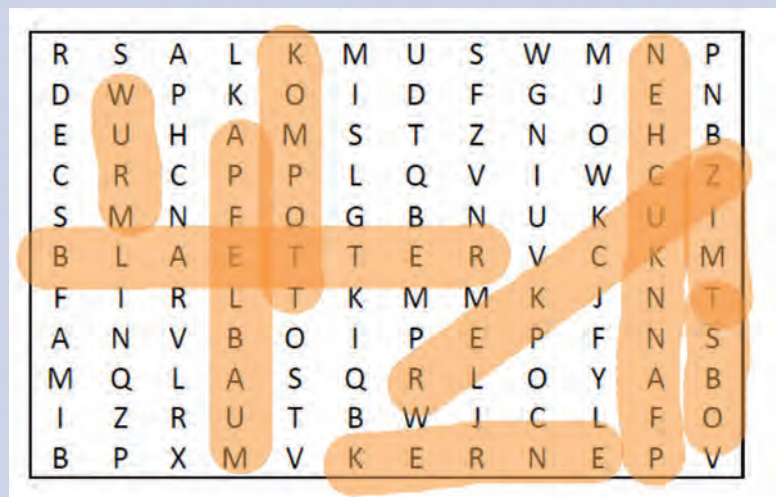 R S A L K M U S W M N P
D W P K O I D F G J E N
E U H A M S T Z N O H B
C R C P P L Q V I W C Z
S M N F O G B N U K U I
B L A E T T E R V C K M
F I R L T K M M K J N T
A N V B O I P E P F N S
M Q L A S Q R L O Y A B
I Z R U T B W J C L F O
B P X M V K E R N E P V